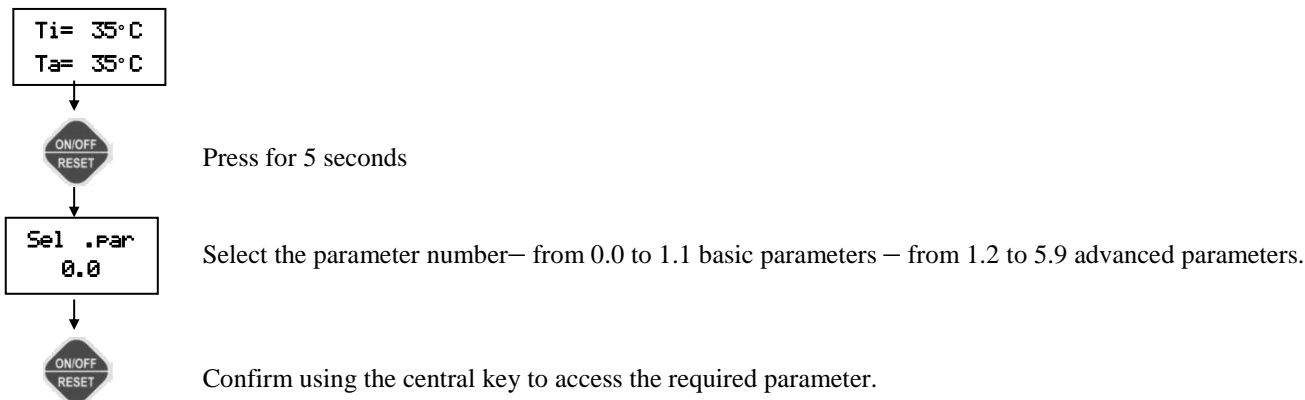 Ti= 35°C
Ta= 35°C
ON/OFF
RESET
Press for 5 seconds
Sel .par
0.0
Select the parameter number– from 0.0 to 1.1 basic parameters – from 1.2 to 5.9 advanced parameters.
ON/OFF
RESET
Confirm using the central key to access the required parameter.